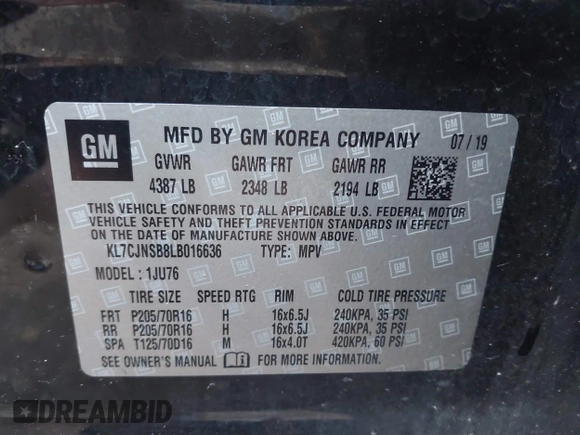 GM
MFD BY GM KOREA COMPANY 07 / 19
GVWR GAWR FRT GAWR RR
4387 LB 2348 LB 2194 LB
THIS VEHICLE CONFORMS TO ALL APPLICABLE U.S. FEDERAL MOTOR
VEHICLE SAFETY AND THEFT PREVENTION STANDARDS IN EFFECT
ON THE DATE OF MANUFACTURE SHOWN ABOVE.
KL7CJNSB8LB016636 TYPE: MPV
MODEL : 1JU76
TIRE SIZE SPEED RTG RIM COLD TIRE PRESSURE
FRT P205/70R16 H 16x6.5J 240KPA, 35 PSI
RR P205/70R16 H 16x6.5J 240KPA, 35 PSI
SPA T125/70D16 M 16x4.0T 420KPA, 60 PSI
SEE OWNER'S MANUAL FOR MORE INFORMATION.
DREAMBID